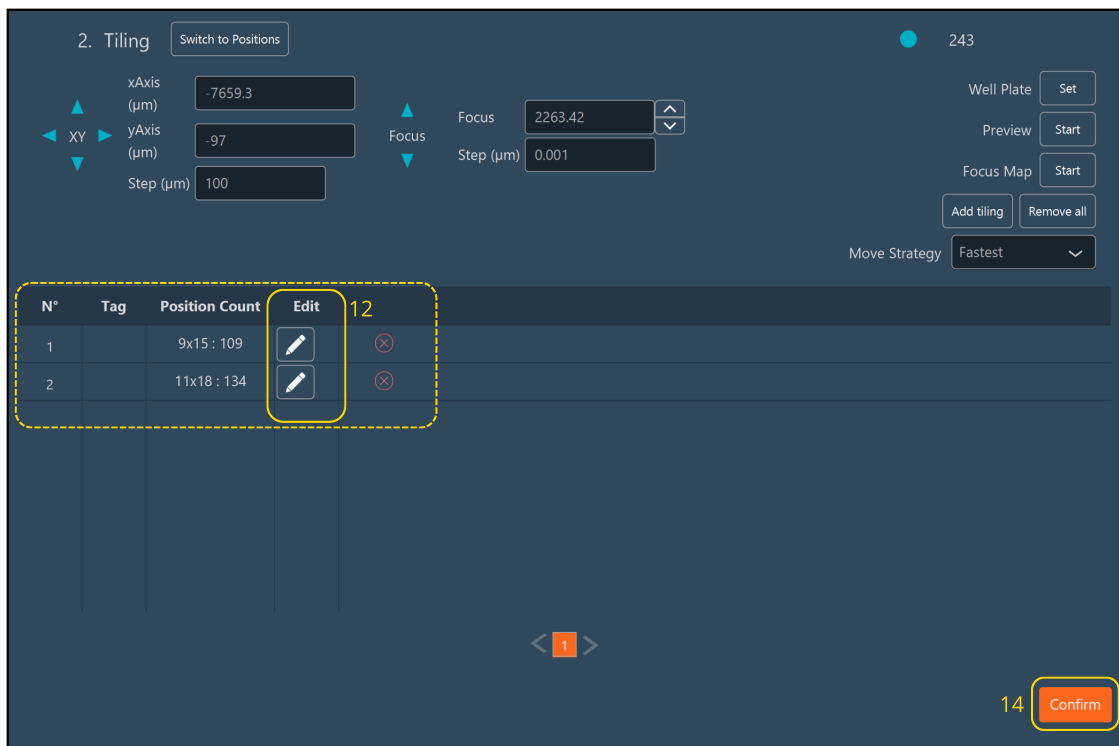 2. Tiling Switch to Positions 243
xAxis (µm) -7659.3
yAxis (µm) -97
Step (µm) 100
XY
Focus
Focus 2263.42
Step (µm) 0.001
Well Plate Set
Preview Start
Focus Map Start
Add tiling Remove all
Move Strategy Fastest
N° Tag Position Count Edit 12
1 9x15 : 109
2 11x18 : 134
1
14 Confirm